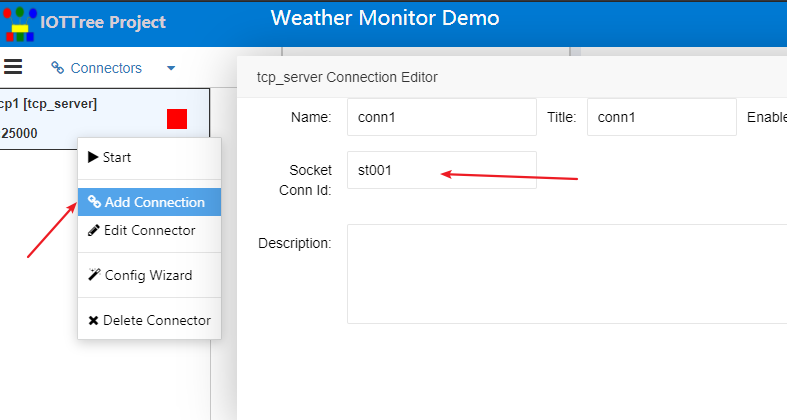 IOTTree Project
Weather Monitor Demo
Connectors
tcp_server Connection Editor
cp1 [tcp_server]
25000
Start
Add Connection
Edit Connector
Config Wizard
Delete Connector
Name: conn1 Title: conn1 Enable
Socket Conn Id: st001
Description: